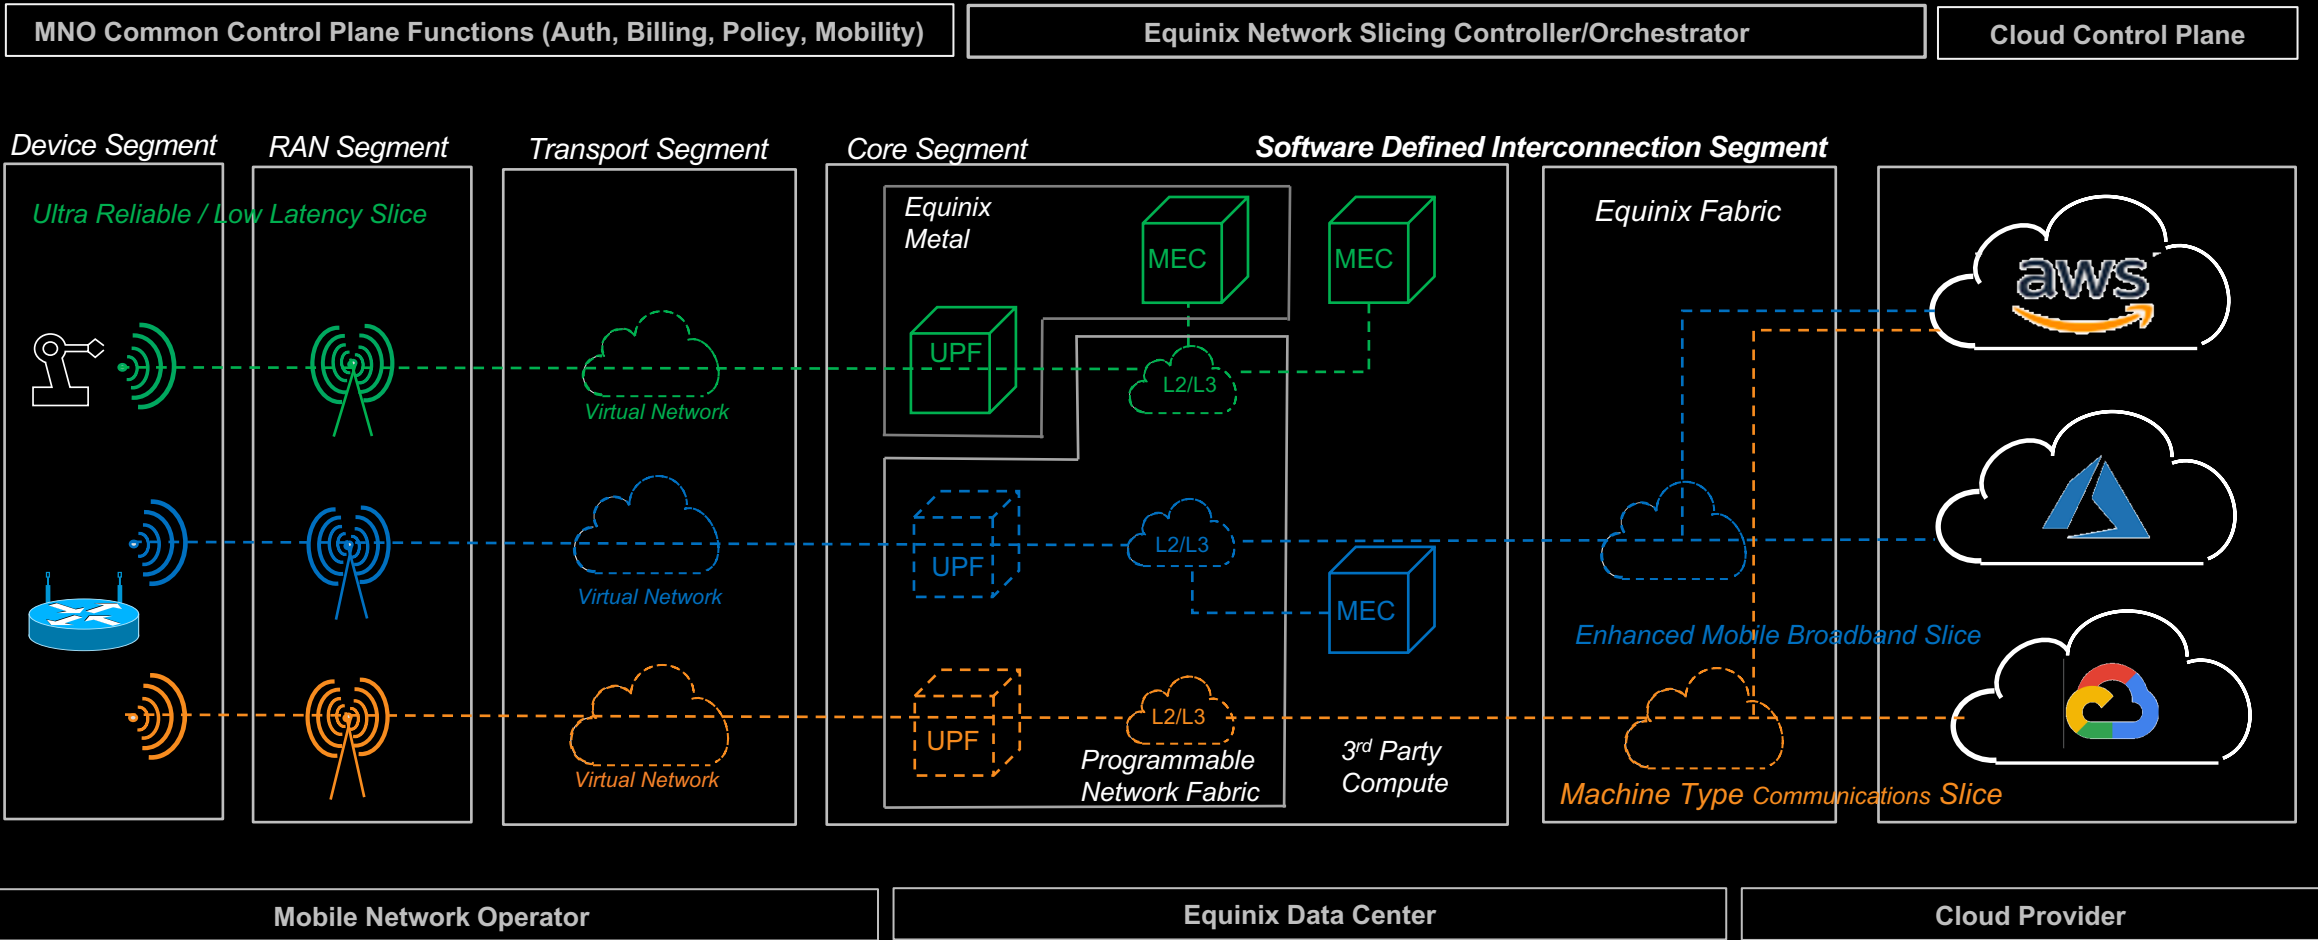 MNO Common Control Plane Functions (Auth, Billing, Policy, Mobility)
Equinix Network Slicing Controller/Orchestrator
Cloud Control Plane
Device Segment
RAN Segment
Transport Segment
Core Segment
Software Defined Interconnection Segment
Ultra Reliable / Low Latency Slice
Equinix
Metal
MEC
MEC
Equinix Fabric
aws
UPF
L2/L3
Virtual Network
UPF
L2/L3
Virtual Network
MEC
Enhanced Mobile Broadband Slice
UPF
L2/L3
Virtual Network
Programmable
Network Fabric
3rd Party
Compute
Machine Type Communications Slice
Mobile Network Operator
Equinix Data Center
Cloud Provider